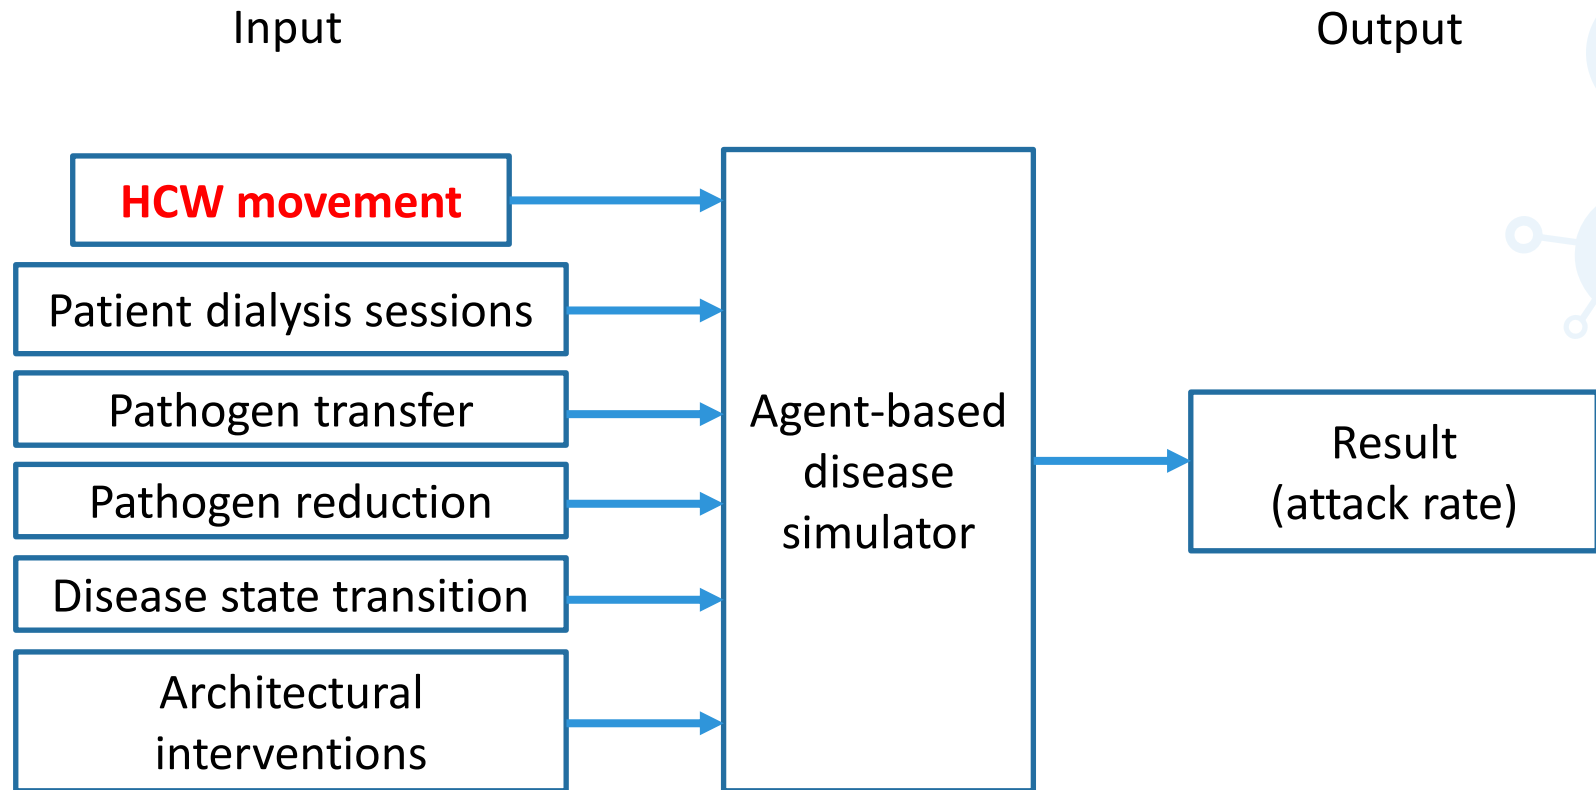 Input
Output
HCW movement
Patient dialysis sessions
Pathogen transfer
Pathogen reduction
Disease state transition
Architectural
interventions
Agent-based
disease
simulator
Result
(attack rate)